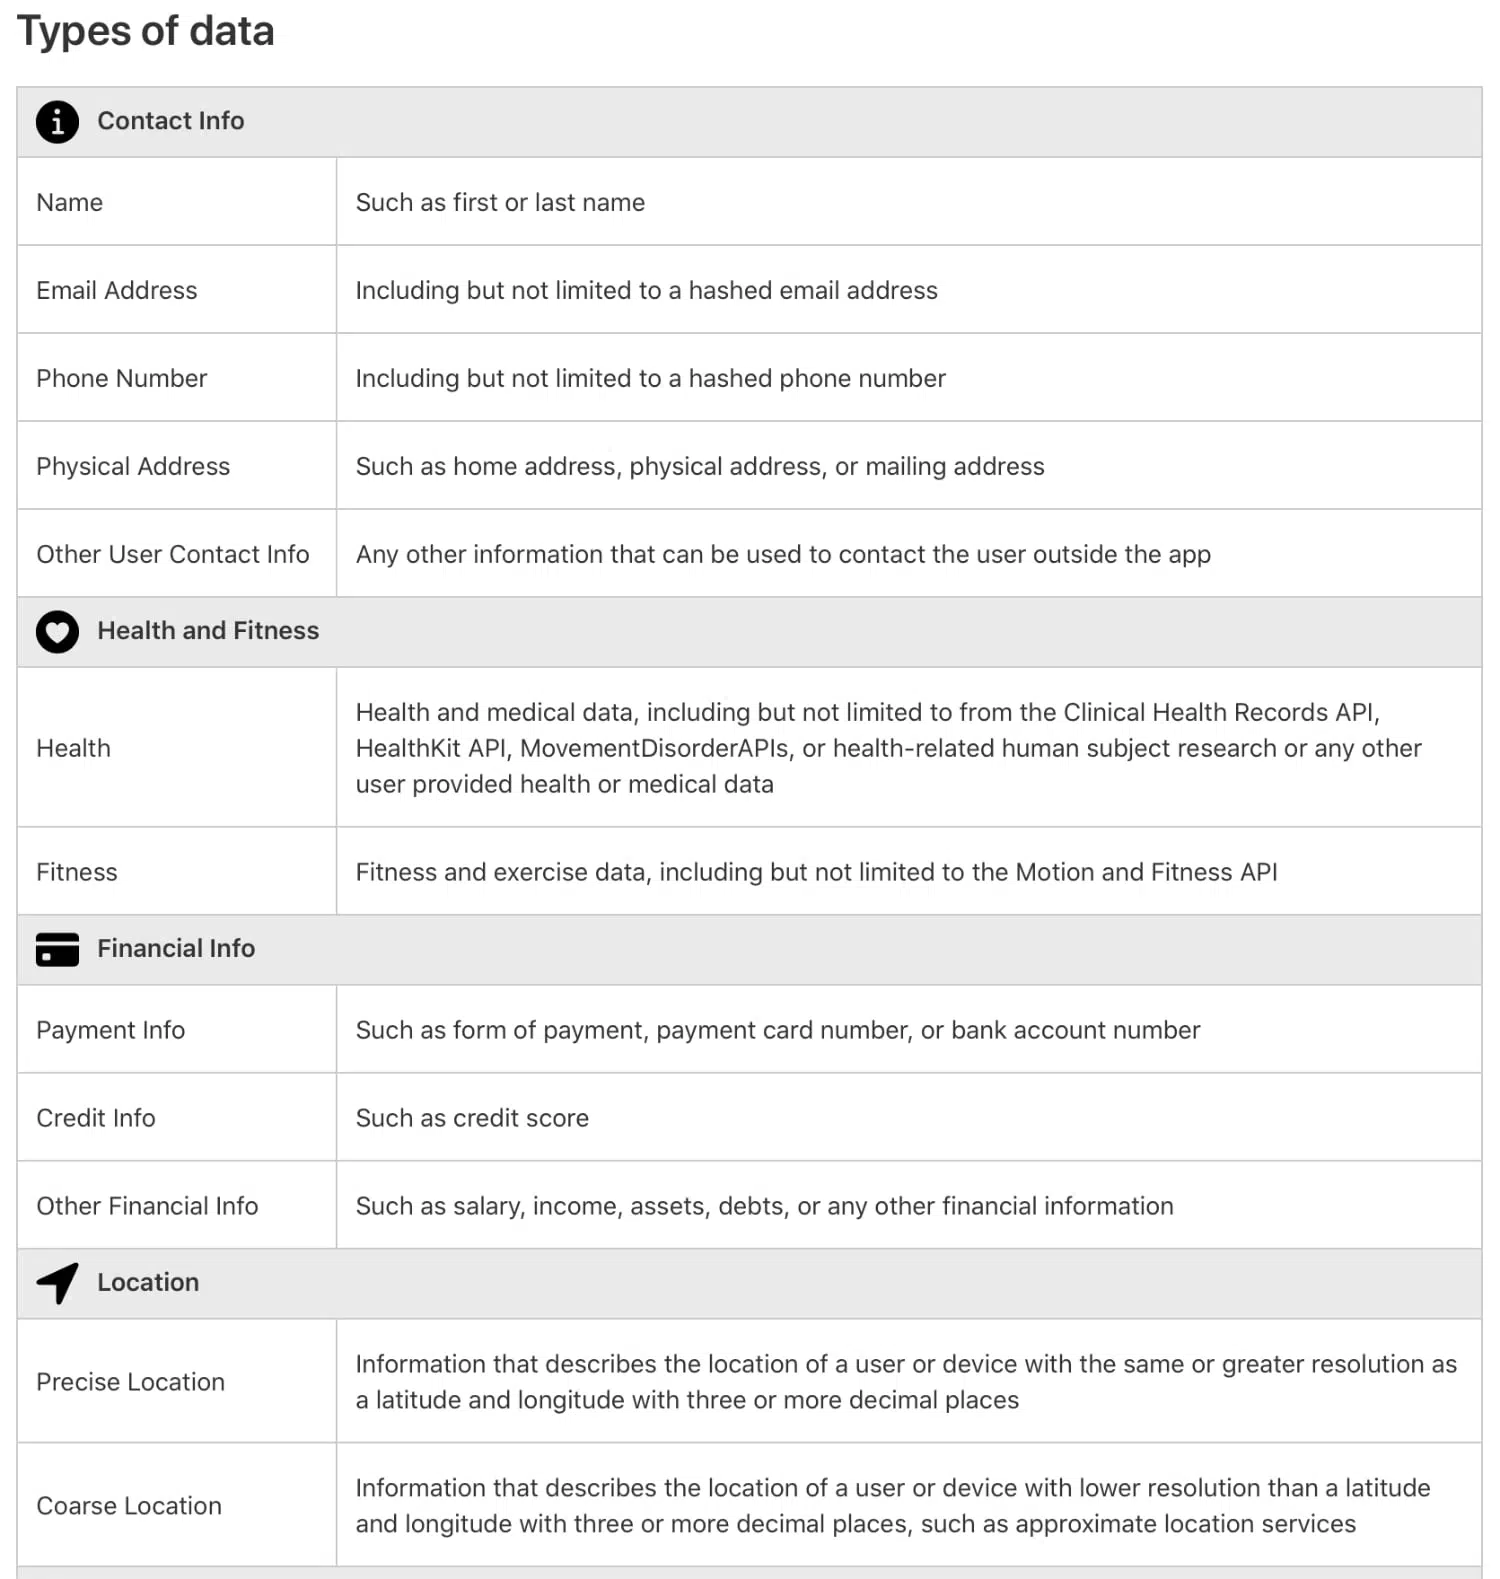 Types of data
Contact Info
Name
Such as first or last name
Email Address
Including but not limited to a hashed email address
Phone Number
Including but not limited to a hashed phone number
Physical Address
Such as home address, physical address, or mailing address
Other User Contact Info
Any other information that can be used to contact the user outside the app
Health and Fitness
Health
Health and medical data, including but not limited to from the Clinical Health Records API,
HealthKit API, MovementDisorderAPIs, or health-related human subject research or any other
user provided health or medical data
Fitness
Fitness and exercise data, including but not limited to the Motion and Fitness API
Financial Info
Payment Info
Such as form of payment, payment card number, or bank account number
Credit Info
Such as credit score
Other Financial Info
Such as salary, income, assets, debts, or any other financial information
Location
Precise Location
Information that describes the location of a user or device with the same or greater resolution as
a latitude and longitude with three or more decimal places
Coarse Location
Information that describes the location of a user or device with lower resolution than a latitude
and longitude with three or more decimal places, such as approximate location services